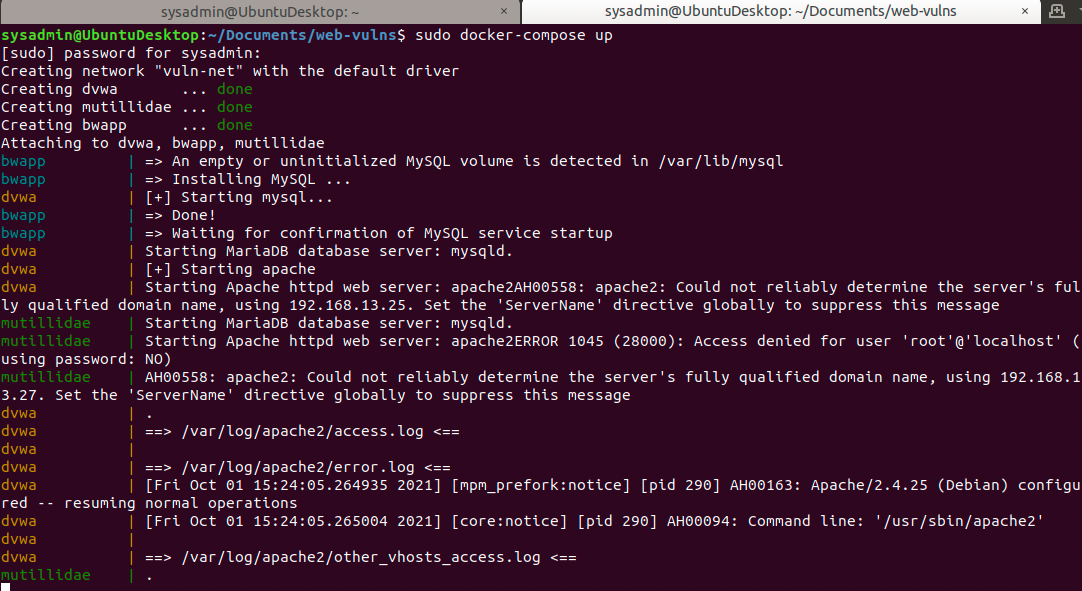 sysadmin@UbuntuDesktop: ~ × sysadmin@UbuntuDesktop: ~/Documents/web-vulns ×
sysadmin@UbuntuDesktop:~/Documents/web-vulns$ sudo docker-compose up
[sudo] password for sysadmin:
Creating network "vuln-net" with the default driver
Creating dvwa       ... done
Creating mutillidae ... done
Creating bwapp      ... done
Attaching to dvwa, bwapp, mutillidae
bwapp         | => An empty or uninitialized MySQL volume is detected in /var/lib/mysql
bwapp         | => Installing MySQL ...
dvwa          | [+] Starting mysql...
bwapp         | => Done!
bwapp         | => Waiting for confirmation of MySQL service startup
dvwa          | Starting MariaDB database server: mysqld.
dvwa          | [+] Starting apache
dvwa          | Starting Apache httpd web server: apache2AH00558: apache2: Could not reliably determine the server's ful
ly qualified domain name, using 192.168.13.25. Set the 'ServerName' directive globally to suppress this message
mutillidae    | Starting MariaDB database server: mysqld.
mutillidae    | Starting Apache httpd web server: apache2ERROR 1045 (28000): Access denied for user 'root'@'localhost' (
using password: NO)
mutillidae    | AH00558: apache2: Could not reliably determine the server's fully qualified domain name, using 192.168.1
3.27. Set the 'ServerName' directive globally to suppress this message
dvwa          | .
dvwa          | ==> /var/log/apache2/access.log <==
dvwa          |
dvwa          | ==> /var/log/apache2/error.log <==
dvwa          | [Fri Oct 01 15:24:05.264935 2021] [mpm_prefork:notice] [pid 290] AH00163: Apache/2.4.25 (Debian) configu
red -- resuming normal operations
dvwa          | [Fri Oct 01 15:24:05.265004 2021] [core:notice] [pid 290] AH00094: Command line: '/usr/sbin/apache2'
dvwa          |
dvwa          | ==> /var/log/apache2/other_vhosts_access.log <==
mutillidae    | .